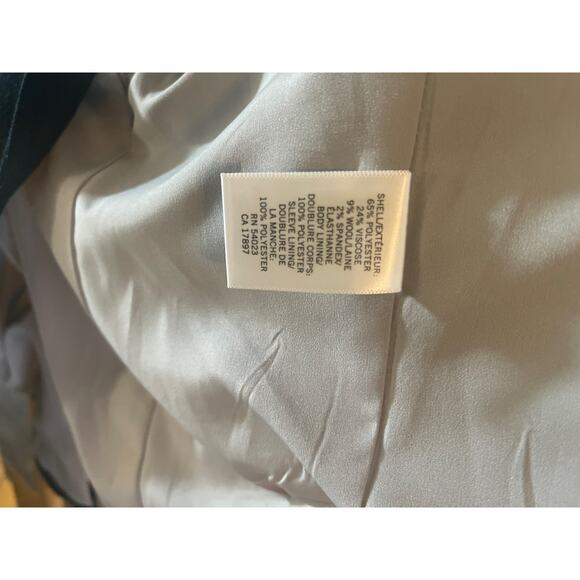 SHELL/EXTÉRIEUR:
65% POLYESTER
24% VISCOSE
9% WOOL/LAINE
2% SPANDEX/
ÉLASTHANNE
BODY LINING/
DOUBLURE CORPS:
100% POLYESTER
SLEEVE LINING/
DOUBLURE DE
LA MANCHE:
100% POLYESTER
RN 54023
CA 17897